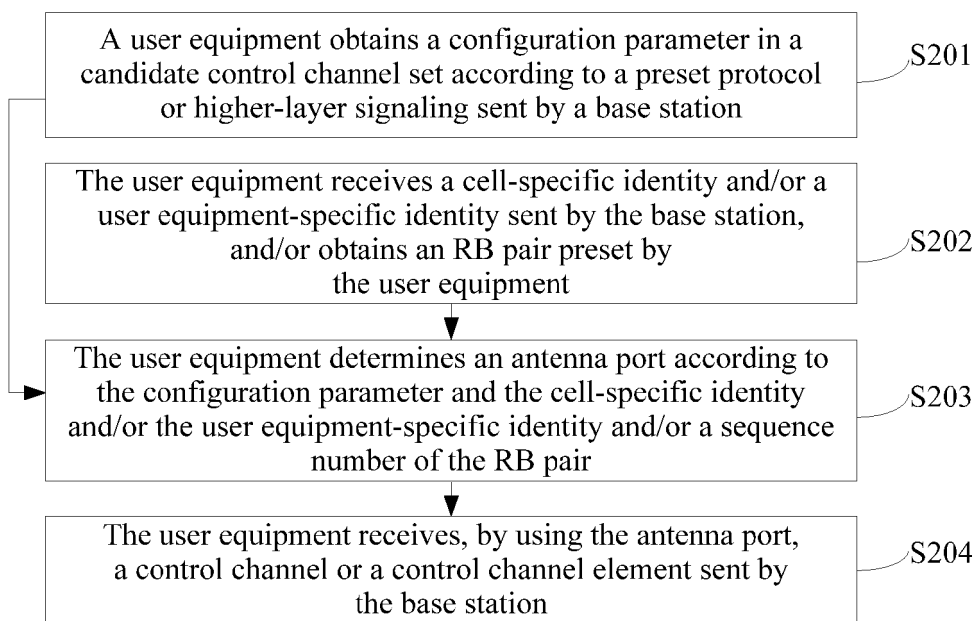 A user equipment obtains a configuration parameter in a
candidate control channel set according to a preset protocol
or higher-layer signaling sent by a base station
S201
The user equipment receives a cell-specific identity and/or a
user equipment-specific identity sent by the base station,
and/or obtains an RB pair preset by
the user equipment
S202
The user equipment determines an antenna port according to
the configuration parameter and the cell-specific identity
and/or the user equipment-specific identity and/or a sequence
number of the RB pair
S203
The user equipment receives, by using the antenna port,
a control channel or a control channel element sent by
the base station
S204